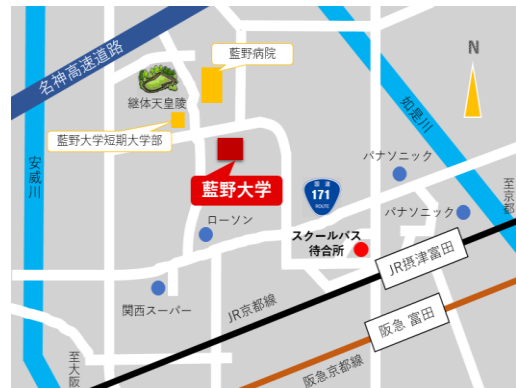 名神高速道路
藍野病院
N
継体天皇陵
如是川
藍野大学短期大学部
安威川
パナソニック
藍野大学
国道
171
ROUTE
至京都
ローソン
パナソニック
スクールバス
待合所
JR摂津富田
関西スーパー
JR京都線
阪急 富田
至大阪
阪急京都線